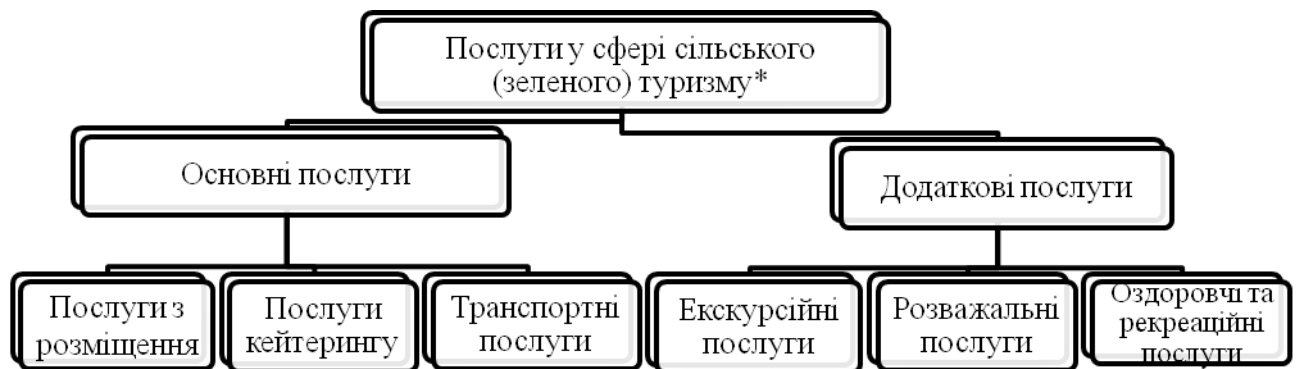 Послуги у сфері сільського
(зеленого) туризму*
Основні послуги
Додаткові послуги
Послуги з
розміщення
Послуги
кейтерингу
Транспортні
послуги
Екскурсійні
послуги
Розважальні
послуги
Оздоровчі та
рекреаційні
послуги